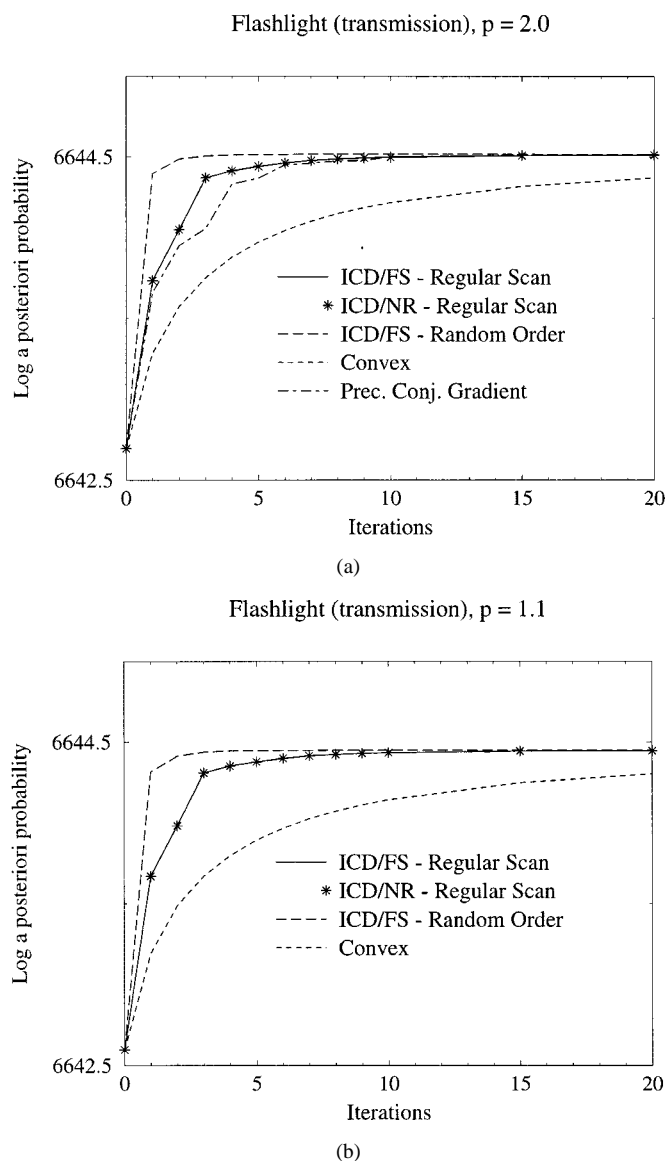 Flashlight (transmission), p = 2.0
6644.5
Log a posteriori probability
ICD/FS - Regular Scan
ICD/NR - Regular Scan
ICD/FS - Random Order
Convex
Prec. Conj. Gradient
6642.5
0 5 10 15 20
Iterations
(a)
Flashlight (transmission), p = 1.1
6644.5
Log a posteriori probability
ICD/FS - Regular Scan
ICD/NR - Regular Scan
ICD/FS - Random Order
Convex
6642.5
0 5 10 15 20
Iterations
(b)